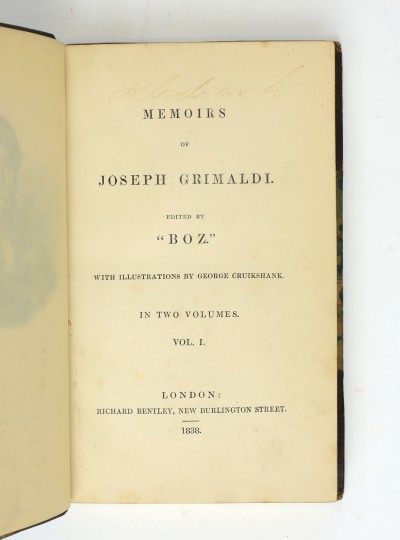 MEMOIRS
OF
JOSEPH GRIMALDI.
EDITED BY
"BOZ."
WITH ILLUSTRATIONS BY GEORGE CRUIKSHANK.
IN TWO VOLUMES.
VOL. I.
LONDON:
RICHARD BENTLEY, NEW BURLINGTON STREET.
1838.